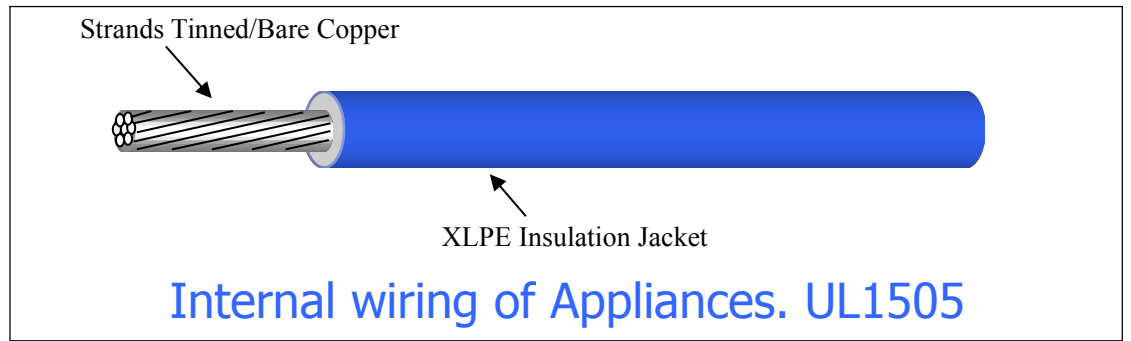 Strands Tinned/Bare Copper
XLPE Insulation Jacket
Internal wiring of Appliances. UL1505